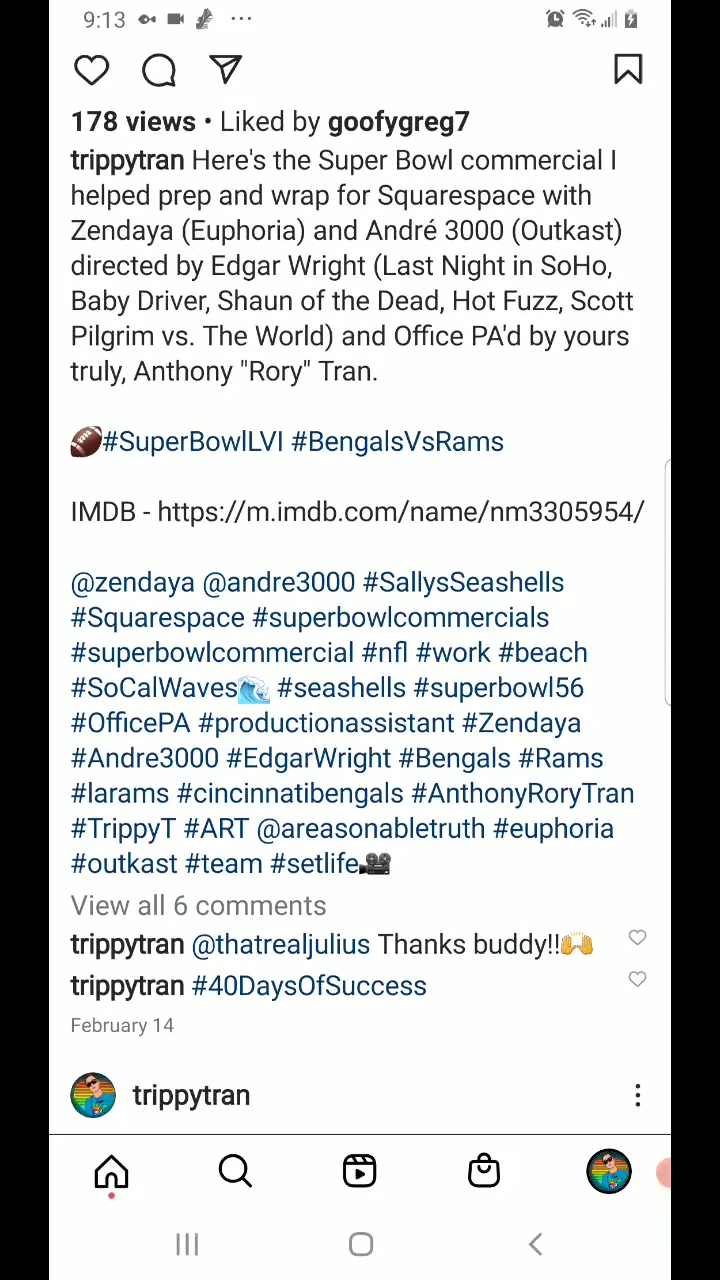 9:13
178 views • Liked by goofygreg7
trippytran Here's the Super Bowl commercial I
helped prep and wrap for Squarespace with
Zendaya (Euphoria) and André 3000 (Outkast)
directed by Edgar Wright (Last Night in SoHo,
Baby Driver, Shaun of the Dead, Hot Fuzz, Scott
Pilgrim vs. The World) and Office PA'd by yours
truly, Anthony "Rory" Tran.
🏈#SuperBowlLVI #BengalsVsRams
IMDB - https://m.imdb.com/name/nm3305954/
@zendaya @andre3000 #SallysSeashells
#Squarespace #superbowlcommercials
#superbowlcommercial #nfl #work #beach
#SoCalWaves🌊 #seashells #superbowl56
#OfficePA #productionassistant #Zendaya
#Andre3000 #EdgarWright #Bengals #Rams
#larams #cincinnatibengals #AnthonyRoryTran
#TrippyT #ART @areasonabletruth #euphoria
#outkast #team #setlife🎥
View all 6 comments
trippytran @thatrealjulius Thanks buddy!!🙌
trippytran #40DaysOfSuccess
February 14
trippytran